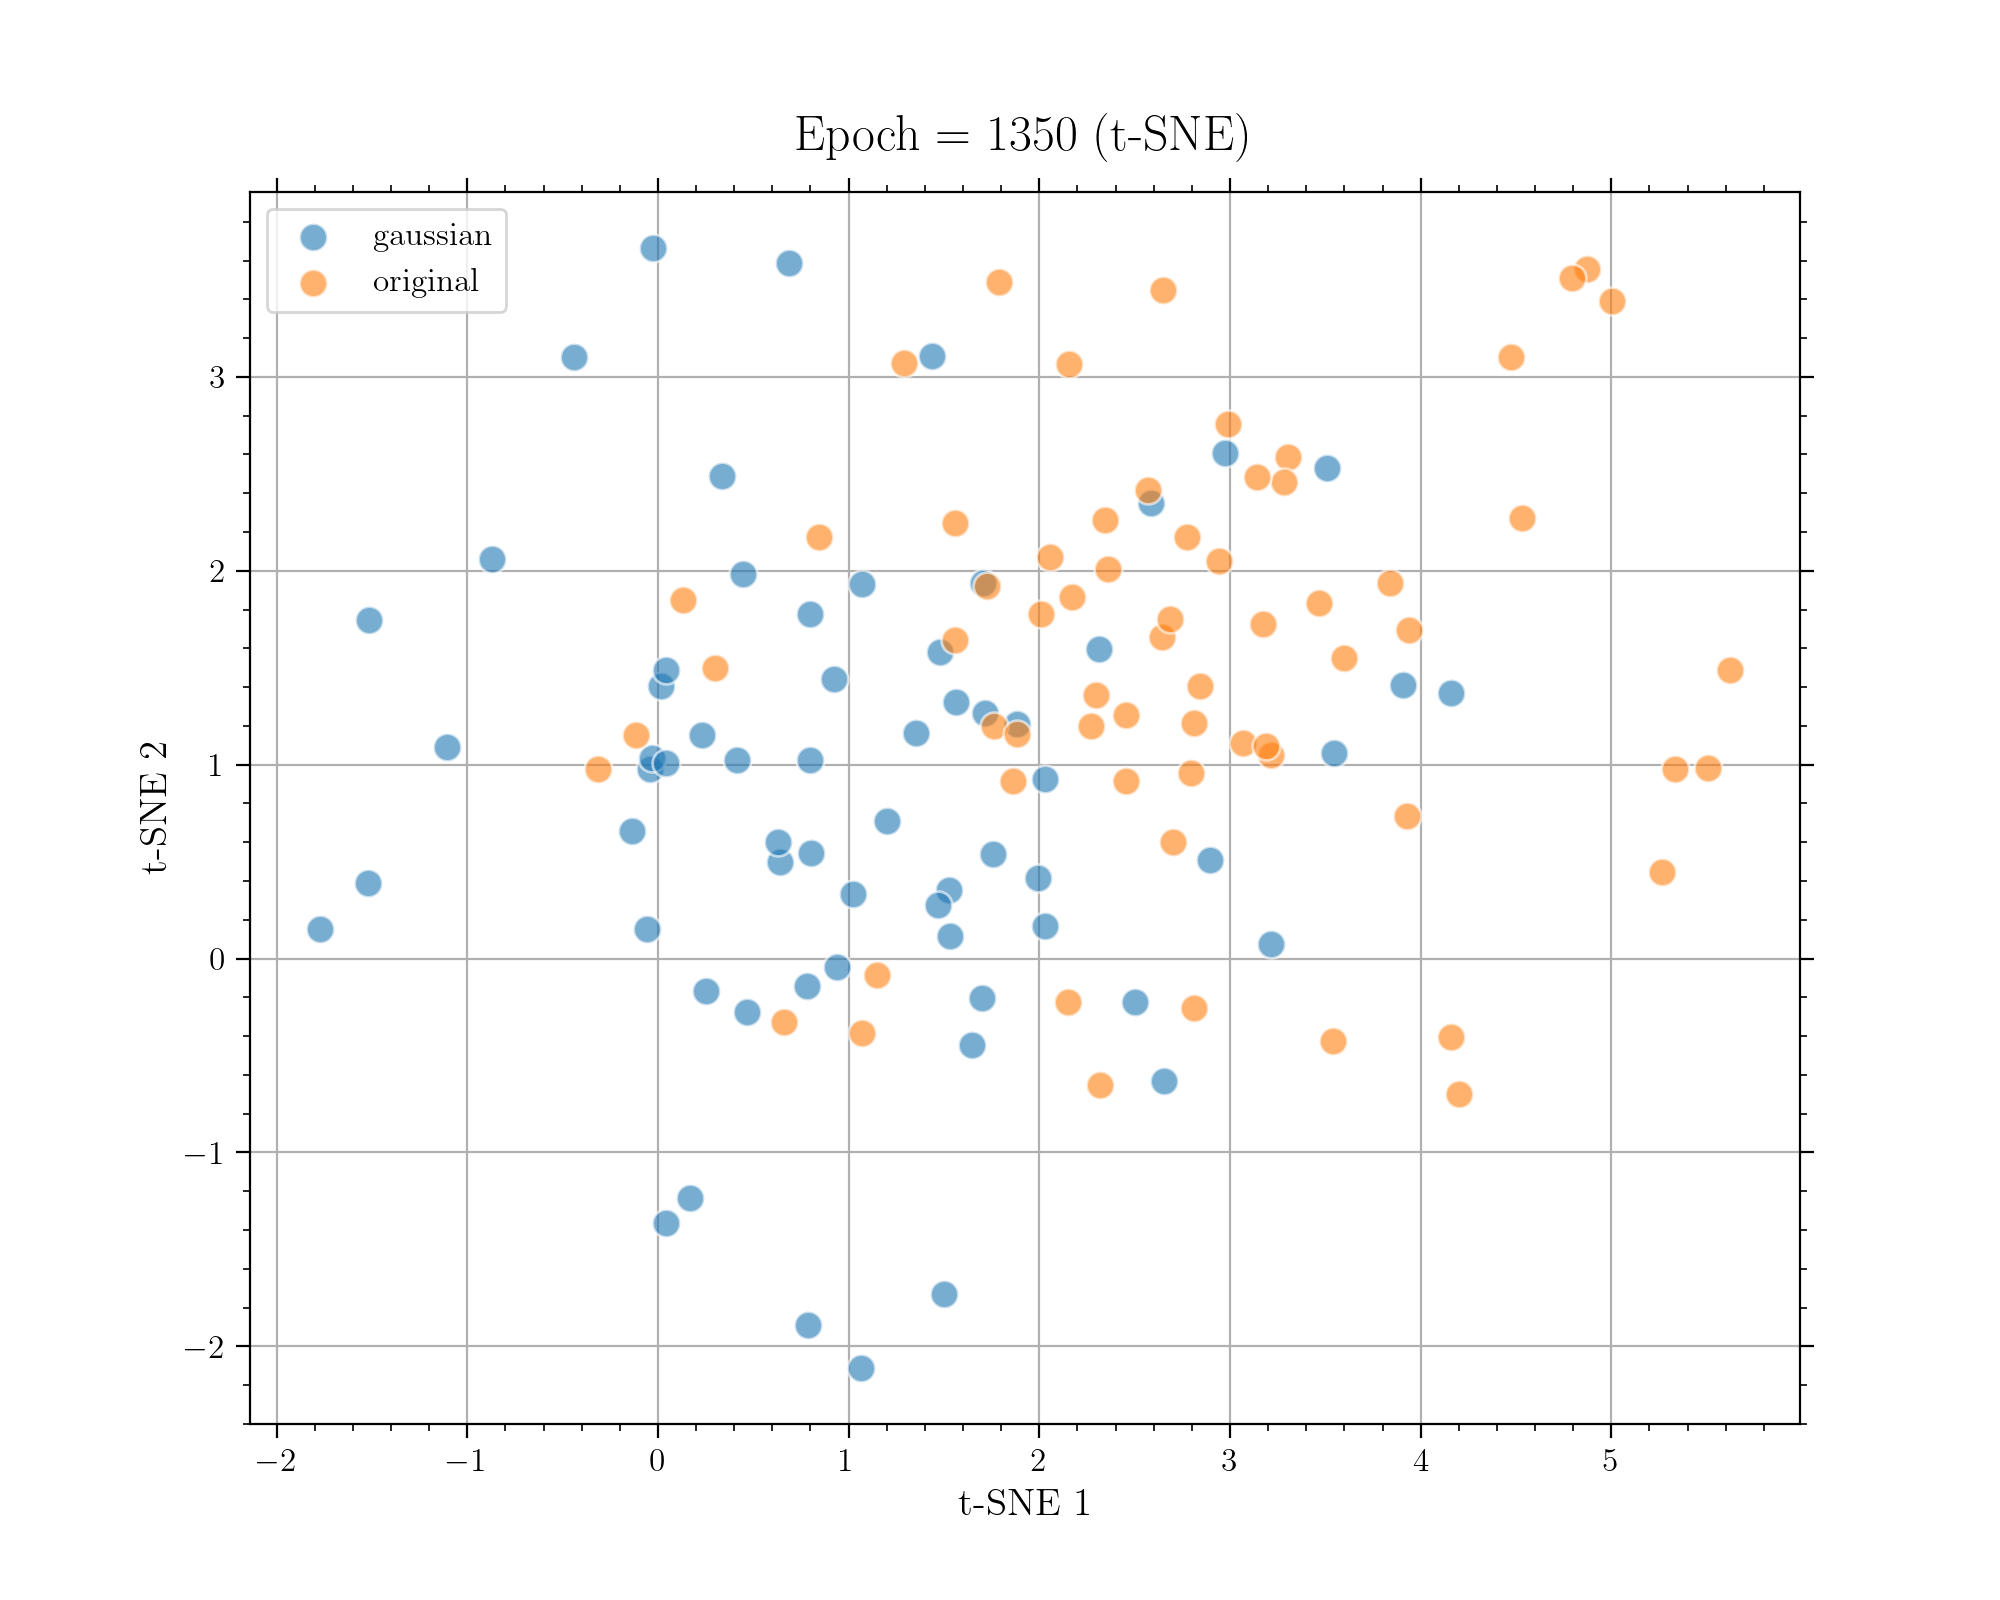 Epoch = 1350 (t-SNE)
gaussian
original
3
2
1
0
−1
−2
t-SNE 2
−2 −1 0 1 2 3 4 5
t-SNE 1